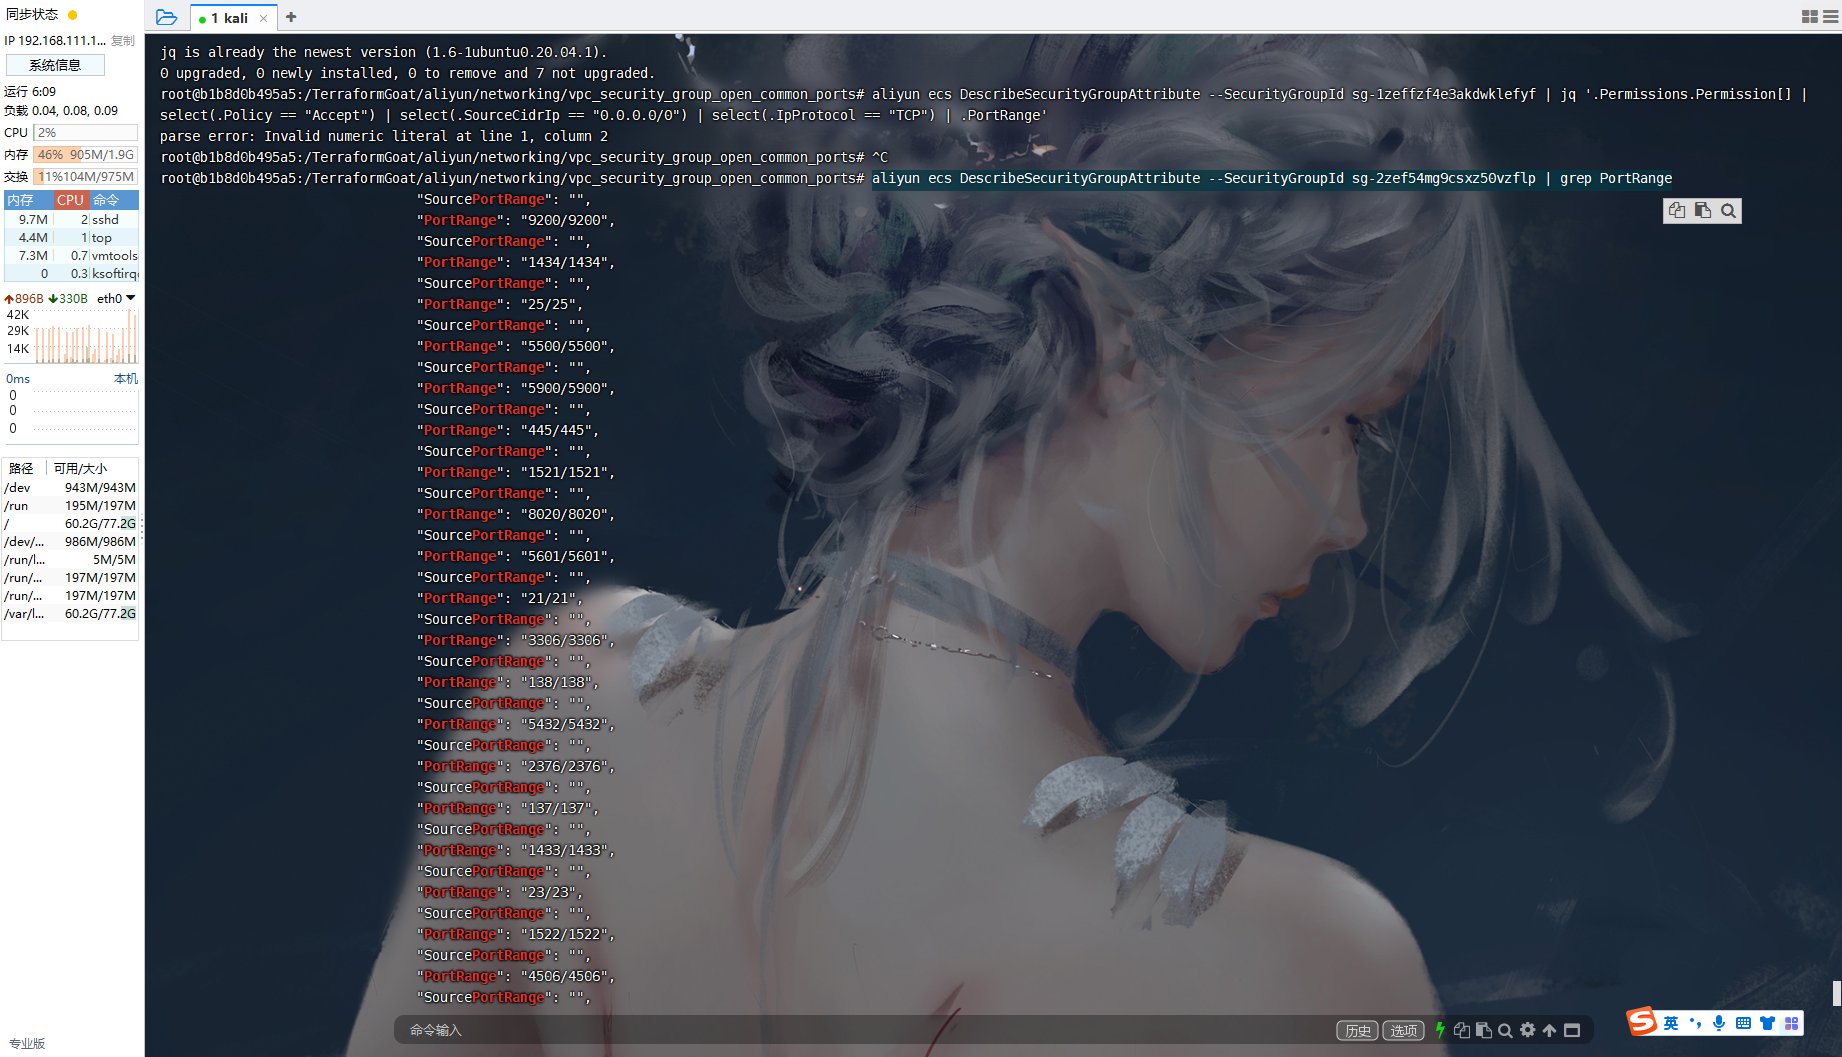 同步状态
IP 192.168.111.1... 复制
系统信息
运行 6:09
负载 0.04, 0.08, 0.09
CPU 2%
内存 46% 905M/1.9G
交换 11% 104M/975M
内存 CPU 命令
9.7M 2 sshd
4.4M 1 top
7.3M 0.7 vmtools
0 0.3 ksoftirq
896B 330B eth0
42K
29K
14K
0ms 本机
0
0
0
路径 可用/大小
/dev 943M/943M
/run 195M/197M
/ 60.2G/77.2G
/dev/... 986M/986M
/run/l... 5M/5M
/run/... 197M/197M
/run/... 197M/197M
/var/l... 60.2G/77.2G
专业版
1 kali × +
jq is already the newest version (1.6-1ubuntu0.20.04.1).
0 upgraded, 0 newly installed, 0 to remove and 7 not upgraded.
root@b1b8d0b495a5:/TerraformGoat/aliyun/networking/vpc_security_group_open_common_ports# aliyun ecs DescribeSecurityGroupAttribute --SecurityGroupId sg-1zeffzf4e3akdwklefyf | jq '.Permissions.Permission[] |
select(.Policy == "Accept") | select(.SourceCidrIp == "0.0.0.0/0") | select(.IpProtocol == "TCP") | .PortRange'
parse error: Invalid numeric literal at line 1, column 2
root@b1b8d0b495a5:/TerraformGoat/aliyun/networking/vpc_security_group_open_common_ports# ^C
root@b1b8d0b495a5:/TerraformGoat/aliyun/networking/vpc_security_group_open_common_ports# aliyun ecs DescribeSecurityGroupAttribute --SecurityGroupId sg-2zef54mg9csxz50vzflp | grep PortRange
"SourcePortRange": "",
"PortRange": "9200/9200",
"SourcePortRange": "",
"PortRange": "1434/1434",
"SourcePortRange": "",
"PortRange": "25/25",
"SourcePortRange": "",
"PortRange": "5500/5500",
"SourcePortRange": "",
"PortRange": "5900/5900",
"SourcePortRange": "",
"PortRange": "445/445",
"SourcePortRange": "",
"PortRange": "1521/1521",
"SourcePortRange": "",
"PortRange": "8020/8020",
"SourcePortRange": "",
"PortRange": "5601/5601",
"SourcePortRange": "",
"PortRange": "21/21",
"SourcePortRange": "",
"PortRange": "3306/3306",
"SourcePortRange": "",
"PortRange": "138/138",
"SourcePortRange": "",
"PortRange": "5432/5432",
"SourcePortRange": "",
"PortRange": "2376/2376",
"SourcePortRange": "",
"PortRange": "137/137",
"SourcePortRange": "",
"PortRange": "1433/1433",
"SourcePortRange": "",
"PortRange": "23/23",
"SourcePortRange": "",
"PortRange": "1522/1522",
"SourcePortRange": "",
"PortRange": "4506/4506",
"SourcePortRange": "",
命令输入 历史 选项
S 英